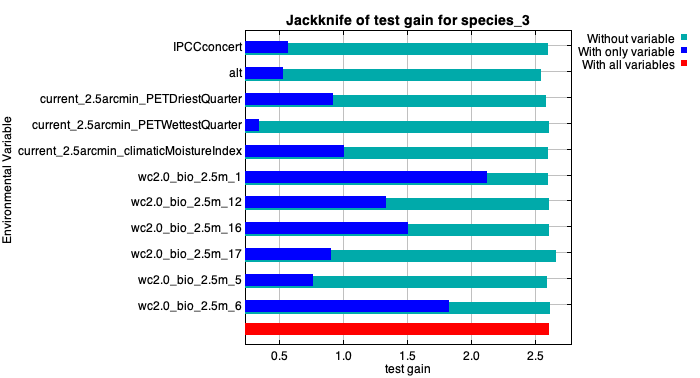 Jackknife of test gain for species_3
Without variable
With only variable
With all variables
Environmental Variable
IPCCconcert
alt
current_2.5arcmin_PETDriestQuarter
current_2.5arcmin_PETWettestQuarter
current_2.5arcmin_climaticMoistureIndex
wc2.0_bio_2.5m_1
wc2.0_bio_2.5m_12
wc2.0_bio_2.5m_16
wc2.0_bio_2.5m_17
wc2.0_bio_2.5m_5
wc2.0_bio_2.5m_6
0.5 1.0 1.5 2.0 2.5
test gain